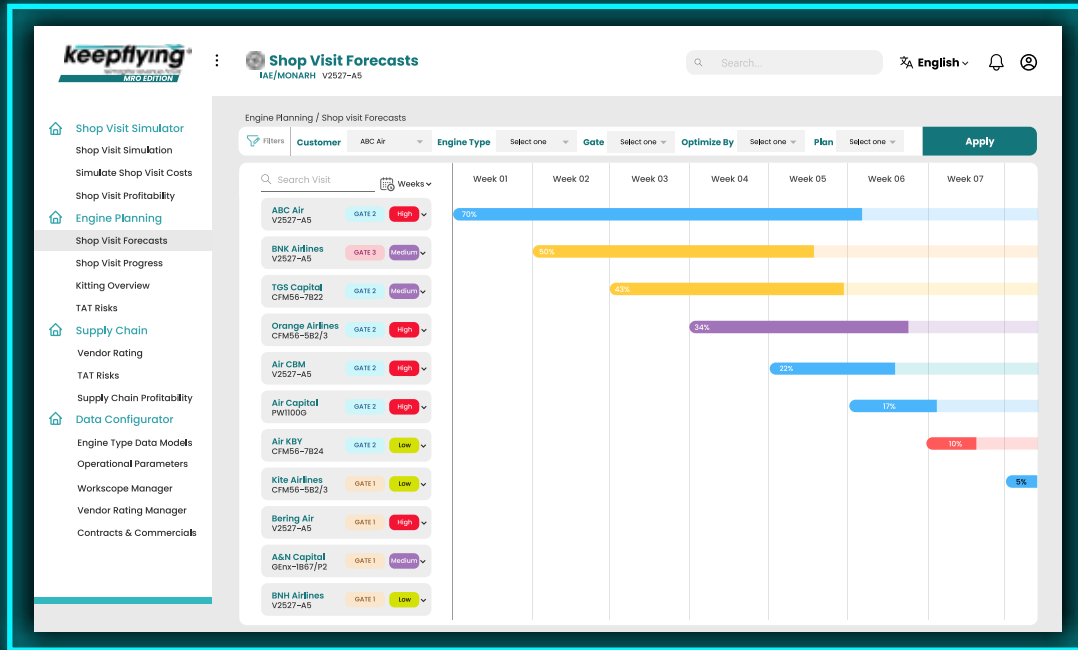 keepflying®
MRO EDITION
Shop Visit Forecasts
IAE/MONARH V2527-A5
Search...
English
Shop Visit Simulator
Shop Visit Simulation
Simulate Shop Visit Costs
Shop Visit Profitability
Engine Planning
Shop Visit Forecasts
Shop Visit Progress
Kitting Overview
TAT Risks
Supply Chain
Vendor Rating
TAT Risks
Supply Chain Profitability
Data Configurator
Engine Type Data Models
Operational Parameters
Workscope Manager
Vendor Rating Manager
Contracts & Commercials
Engine Planning / Shop visit Forecasts
Filters Customer ABC Air Engine Type Select one Gate Select one Optimize By Select one Plan Select one Apply
Search Visit Weeks Week 01 Week 02 Week 03 Week 04 Week 05 Week 06 Week 07
ABC Air GATE 2 High 70%
V2527-A5
BNK Airlines GATE 3 Medium 50%
V2527-A5
TGS Capital GATE 2 Medium 43%
CFM56-7B22
Orange Airlines GATE 2 High 34%
CFM56-5B2/3
Air CBM GATE 2 High 22%
V2527-A5
Air Capital GATE 2 High 17%
PW1100G
Air KBY GATE 2 Low 10%
CFM56-7B24
Kite Airlines GATE 1 Low 5%
CFM56-5B2/3
Bering Air GATE 1 High
V2527-A5
A&N Capital GATE 1 Medium
GEnx-1B67/P2
BNH Airlines GATE 1 Low
V2527-A5